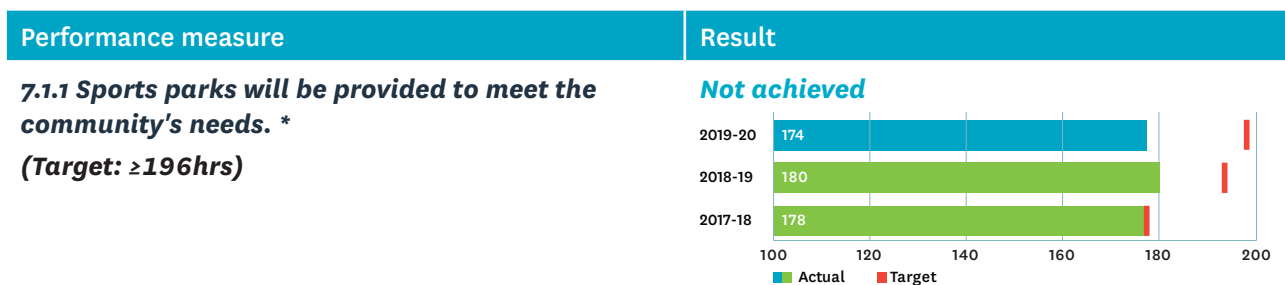 Performance measure
Result
7.1.1 Sports parks will be provided to meet the
community's needs. *
(Target: ≥196hrs)
Not achieved
2019-20
174
2018-19
180
2017-18
178
100 120 140 160 180 200
Actual Target